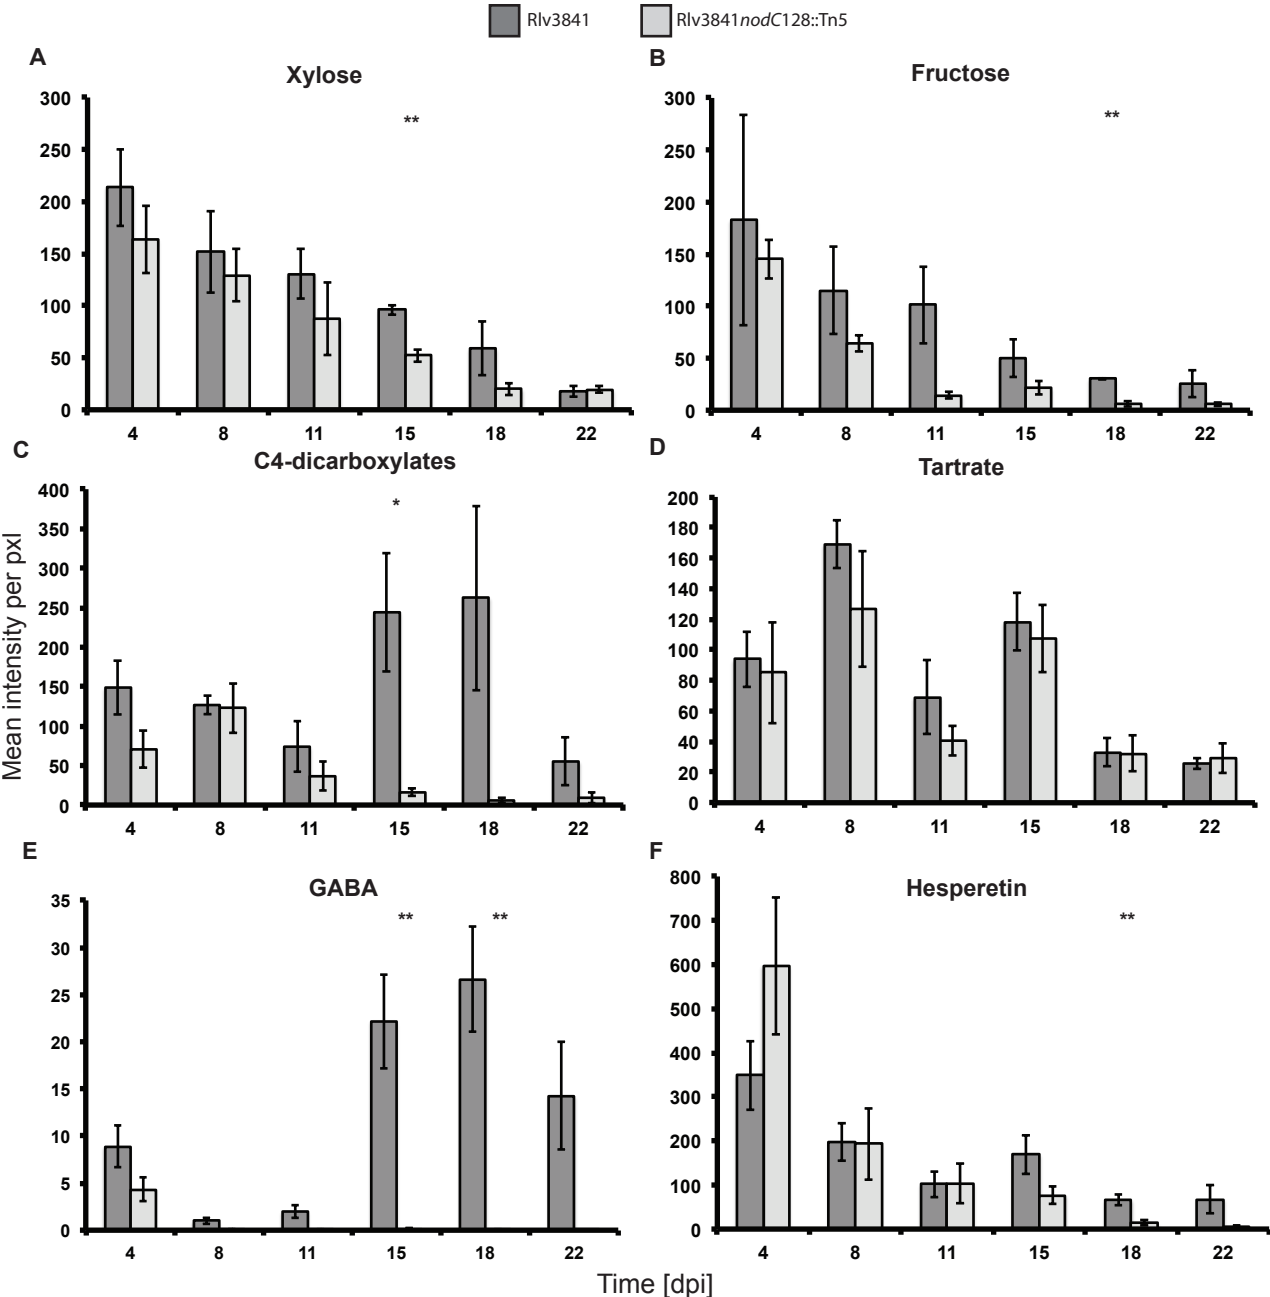 Rlv3841
Rlv3841nodC128::Tn5
A
Xylose
**
300
250
200
150
100
50
0
4 8 11 15 18 22
B
Fructose
**
300
250
200
150
100
50
0
4 8 11 15 18 22
C
C4-dicarboxylates
*
400
350
300
250
200
150
100
50
0
4 8 11 15 18 22
D
Tartrate
200
180
160
140
120
100
80
60
40
20
0
4 8 11 15 18 22
Mean intensity per pxl
E
GABA
** **
35
30
25
20
15
10
5
0
4 8 11 15 18 22
F
Hesperetin
**
800
700
600
500
400
300
200
100
0
4 8 11 15 18 22
Time [dpi]